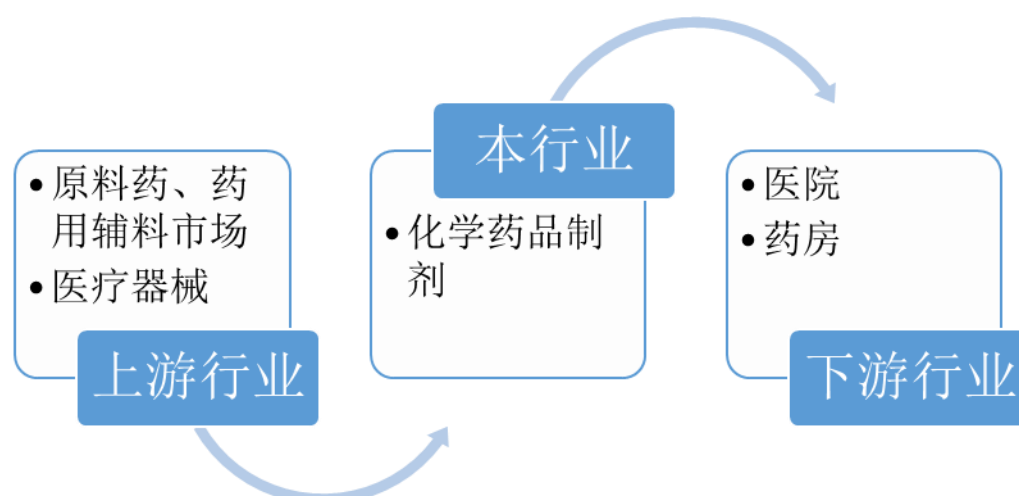 • 原料药、药
用辅料市场
• 医疗器械
上游行业
本行业
• 化学药品制
剂
• 医院
• 药房
下游行业